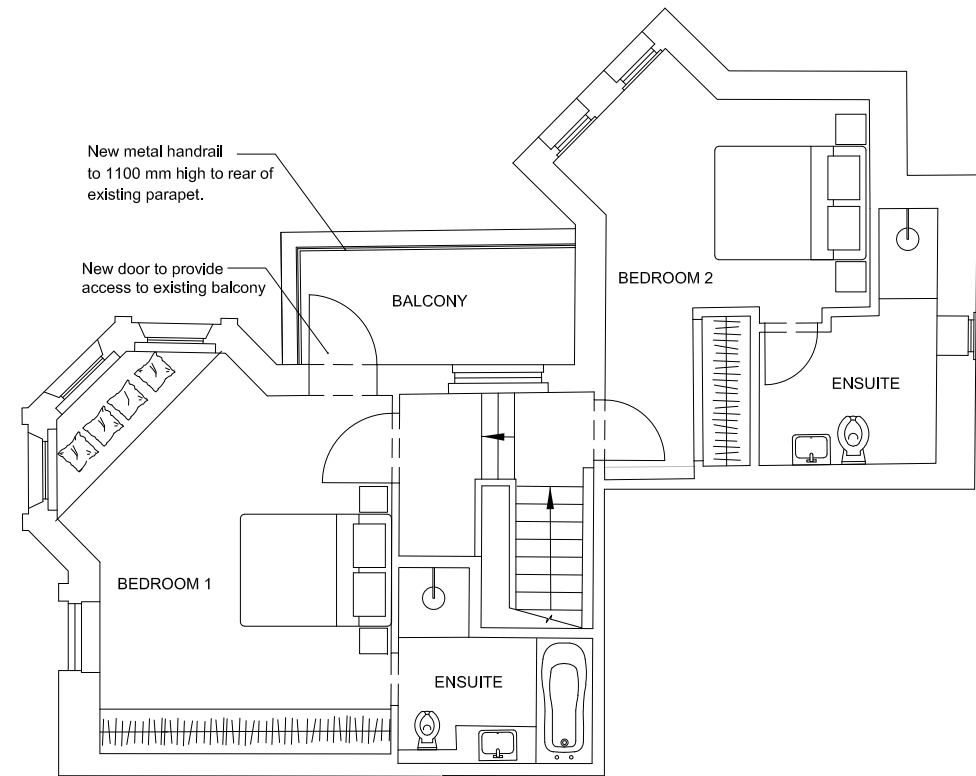 New metal handrail
to 1100 mm high to rear of
existing parapet.
New door to provide
access to existing balcony
BALCONY
BEDROOM 2
ENSUITE
BEDROOM 1
ENSUITE